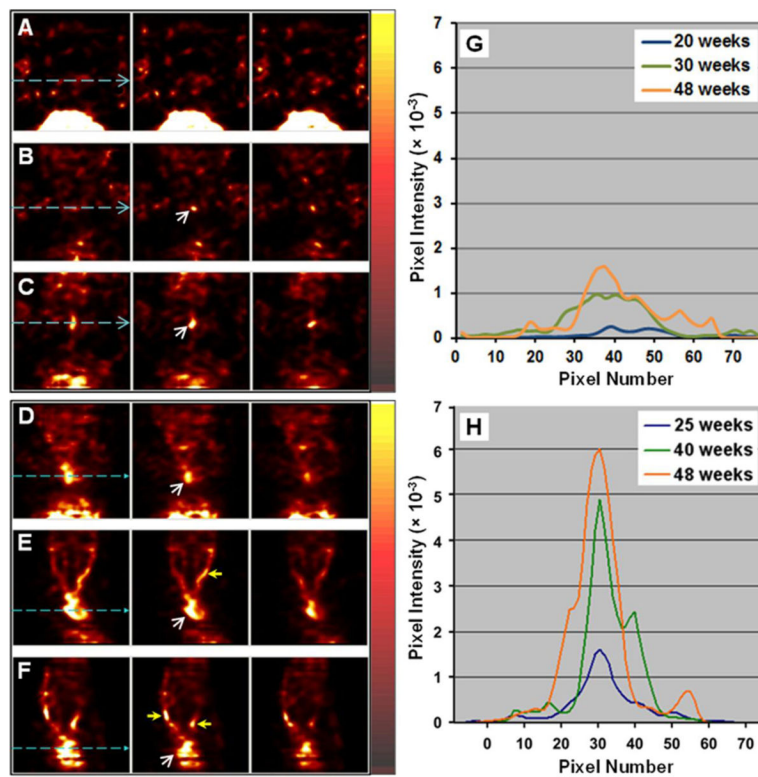 A
B
C
D
E
F
G
20 weeks
30 weeks
48 weeks
Pixel Intensity (× 10⁻³)
7
6
5
4
3
2
1
0
0 10 20 30 40 50 60 70
Pixel Number
H
25 weeks
40 weeks
48 weeks
Pixel Intensity (× 10⁻³)
7
6
5
4
3
2
1
0
0 10 20 30 40 50 60 70
Pixel Number